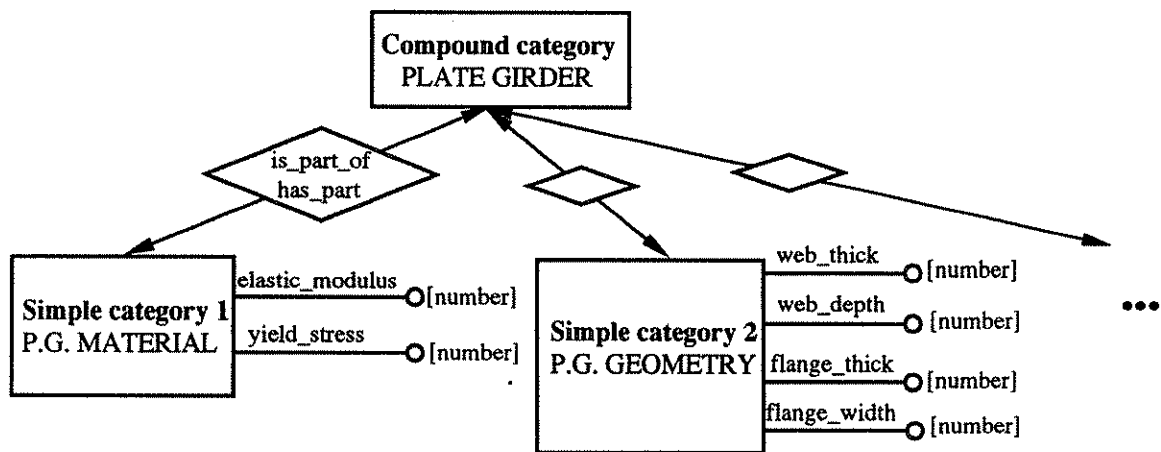 Compound category
PLATE GIRDER
is_part_of
has_part
Simple category 1
P.G. MATERIAL
elastic_modulus
[number]
yield_stress
[number]
Simple category 2
P.G. GEOMETRY
web_thick
[number]
web_depth
[number]
flange_thick
[number]
flange_width
[number]
•••